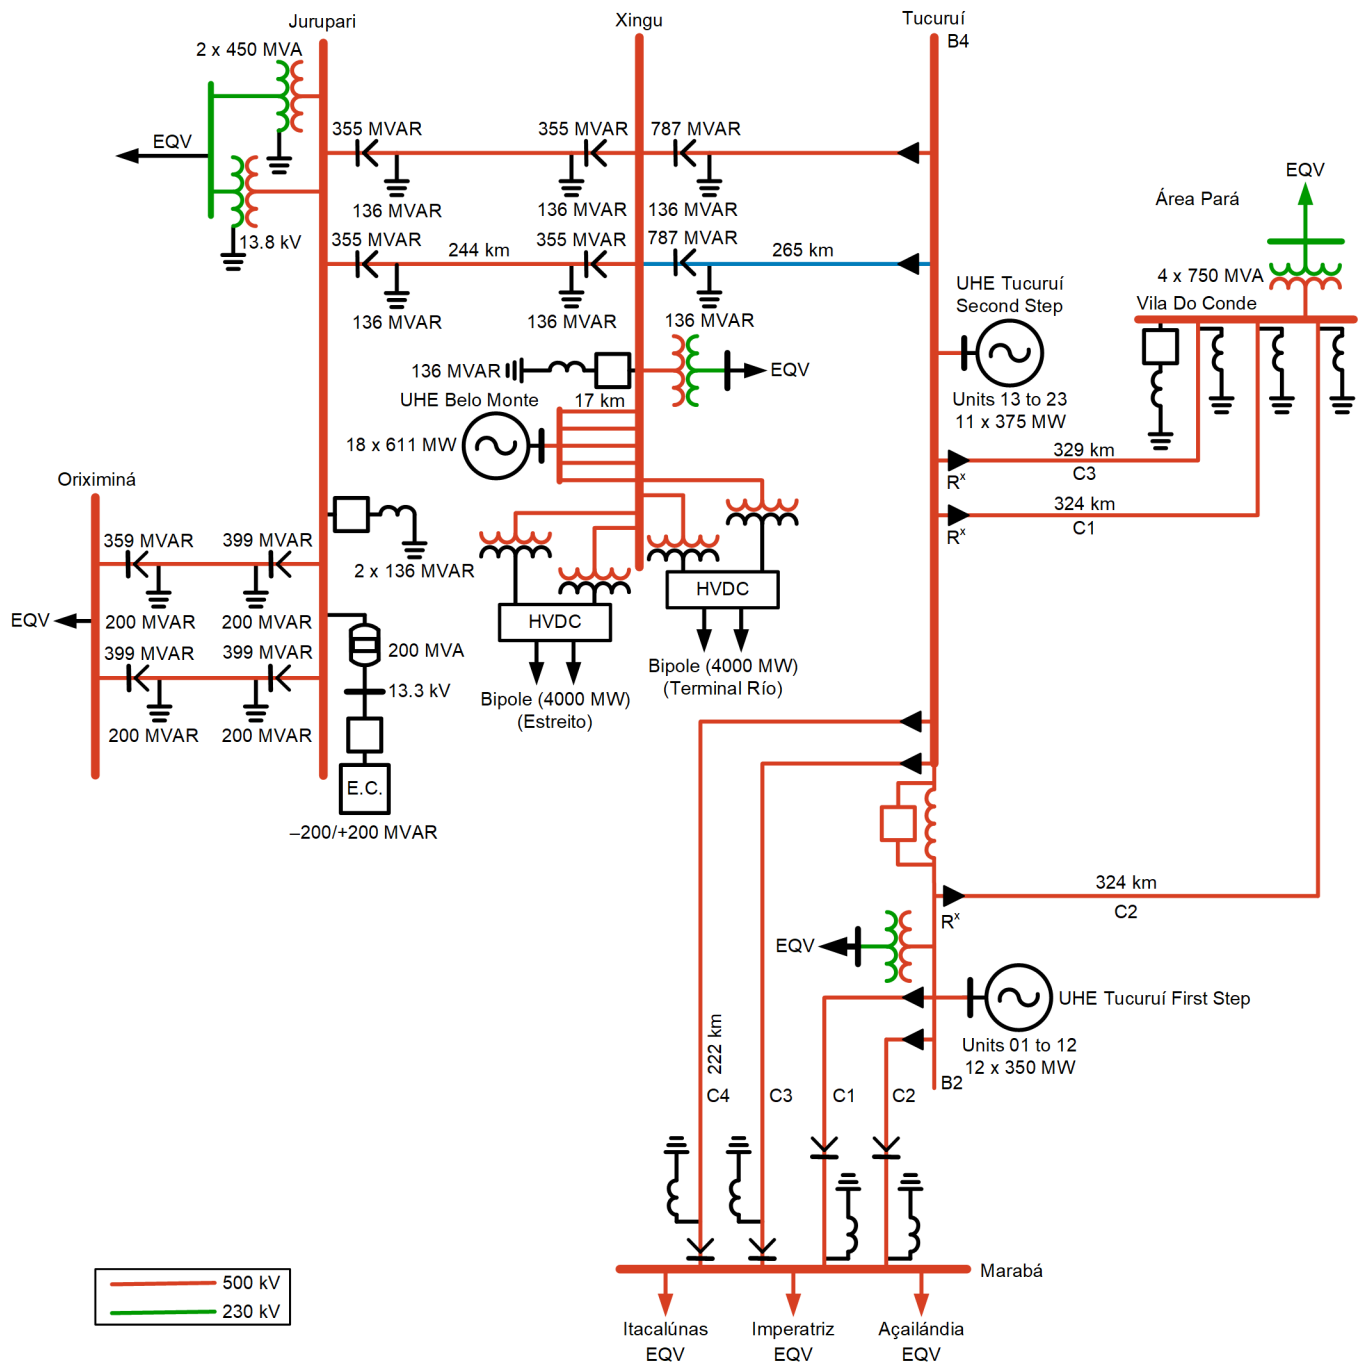 Jurupari
Xingu
Tucuruí
B4
2 x 450 MVA
EQV
13.8 kV
355 MVAR
355 MVAR
787 MVAR
136 MVAR
136 MVAR
136 MVAR
355 MVAR
244 km
355 MVAR
787 MVAR
265 km
136 MVAR
136 MVAR
136 MVAR
EQV
Área Pará
4 x 750 MVA
Vila Do Conde
UHE Tucuruí
Second Step
Units 13 to 23
11 x 375 MW
136 MVAR
EQV
17 km
UHE Belo Monte
18 x 611 MW
329 km
C3
Rx
324 km
C1
Rx
Oriximiná
359 MVAR
399 MVAR
200 MVAR
200 MVAR
EQV
399 MVAR
399 MVAR
200 MVAR
200 MVAR
2 x 136 MVAR
200 MVA
13.3 kV
E.C.
–200/+200 MVAR
HVDC
Bipole (4000 MW)
(Estreito)
HVDC
Bipole (4000 MW)
(Terminal Río)
324 km
C2
Rx
EQV
UHE Tucuruí First Step
Units 01 to 12
12 x 350 MW
B2
222 km
C4
C3
C1
C2
Marabá
Itacalúnas
EQV
Imperatriz
EQV
Açailándia
EQV
500 kV
230 kV